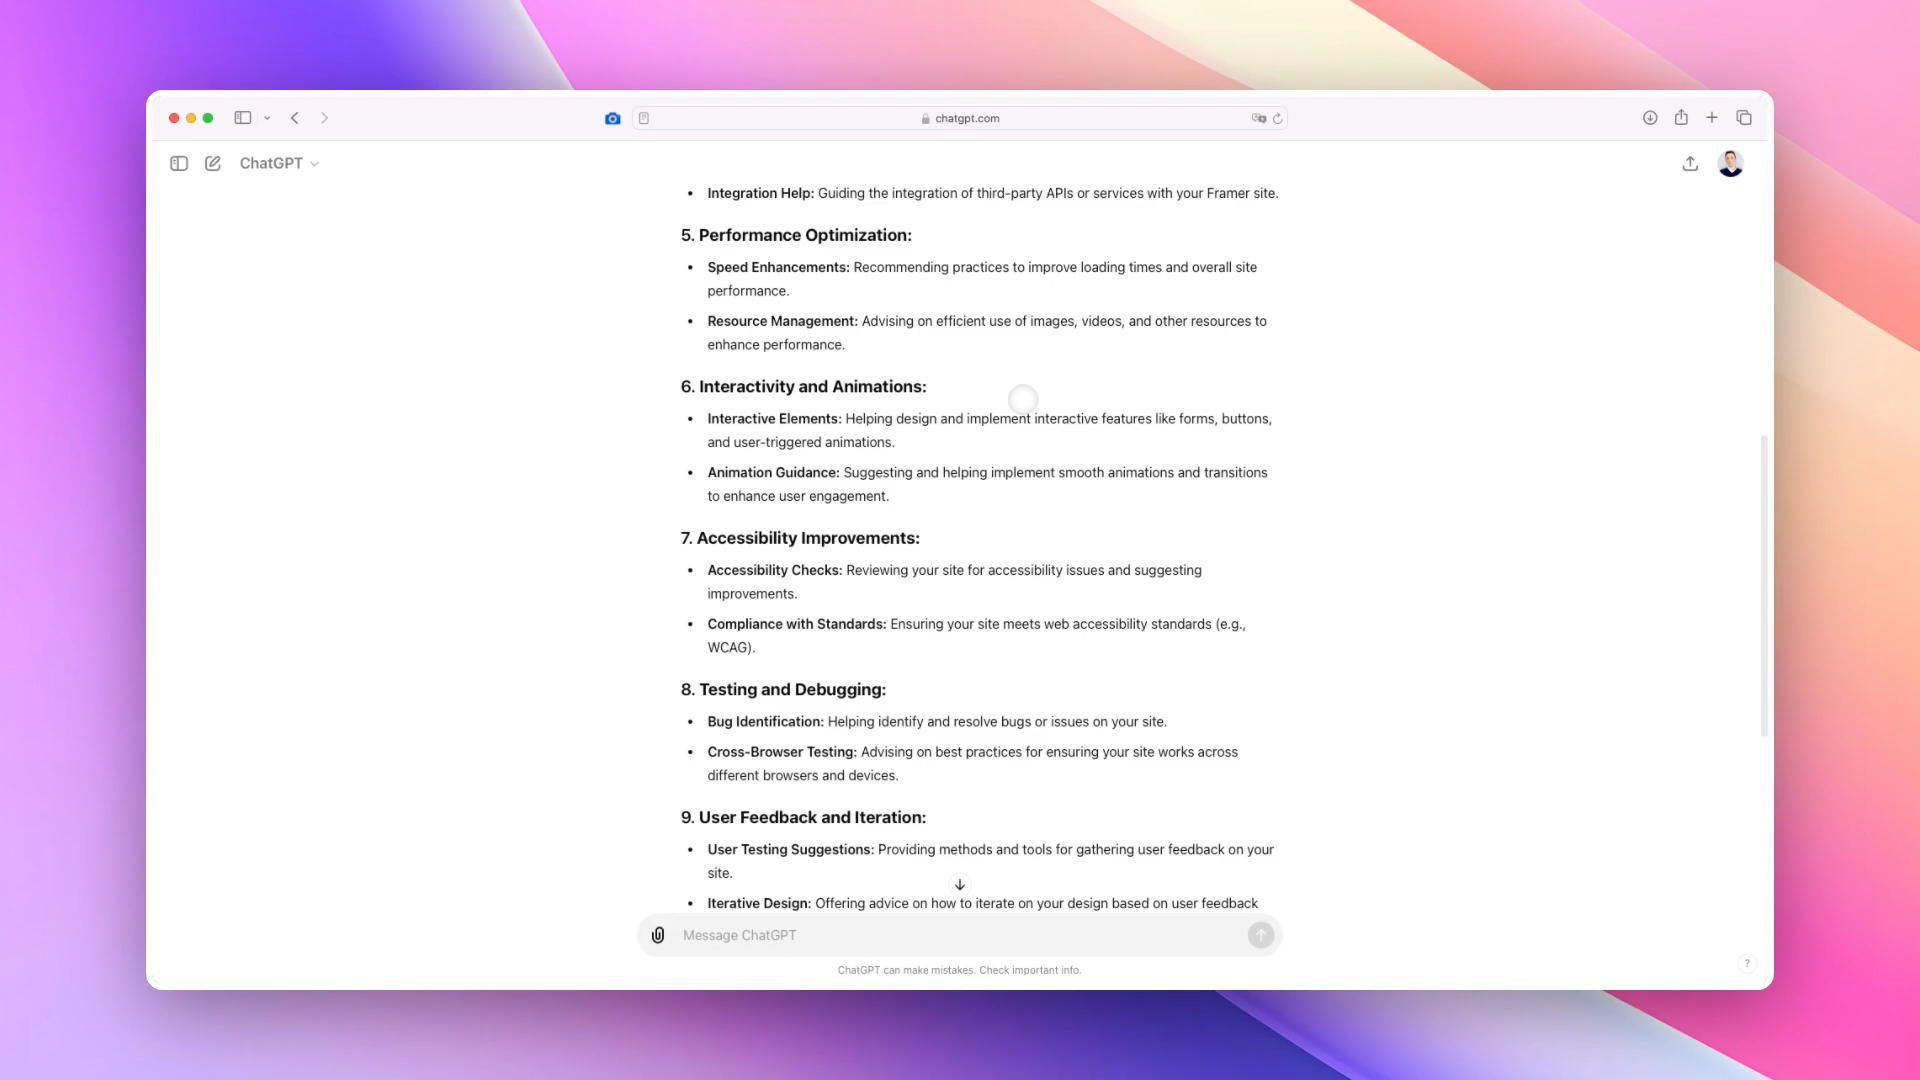 chatgpt.com
ChatGPT
• Integration Help: Guiding the integration of third-party APIs or services with your Framer site.
5. Performance Optimization:
• Speed Enhancements: Recommending practices to improve loading times and overall site
performance.
• Resource Management: Advising on efficient use of images, videos, and other resources to
enhance performance.
6. Interactivity and Animations:
• Interactive Elements: Helping design and implement interactive features like forms, buttons,
and user-triggered animations.
• Animation Guidance: Suggesting and helping implement smooth animations and transitions
to enhance user engagement.
7. Accessibility Improvements:
• Accessibility Checks: Reviewing your site for accessibility issues and suggesting
improvements.
• Compliance with Standards: Ensuring your site meets web accessibility standards (e.g.,
WCAG).
8. Testing and Debugging:
• Bug Identification: Helping identify and resolve bugs or issues on your site.
• Cross-Browser Testing: Advising on best practices for ensuring your site works across
different browsers and devices.
9. User Feedback and Iteration:
• User Testing Suggestions: Providing methods and tools for gathering user feedback on your
site.
• Iterative Design: Offering advice on how to iterate on your design based on user feedback
Message ChatGPT
ChatGPT can make mistakes. Check important info.
?